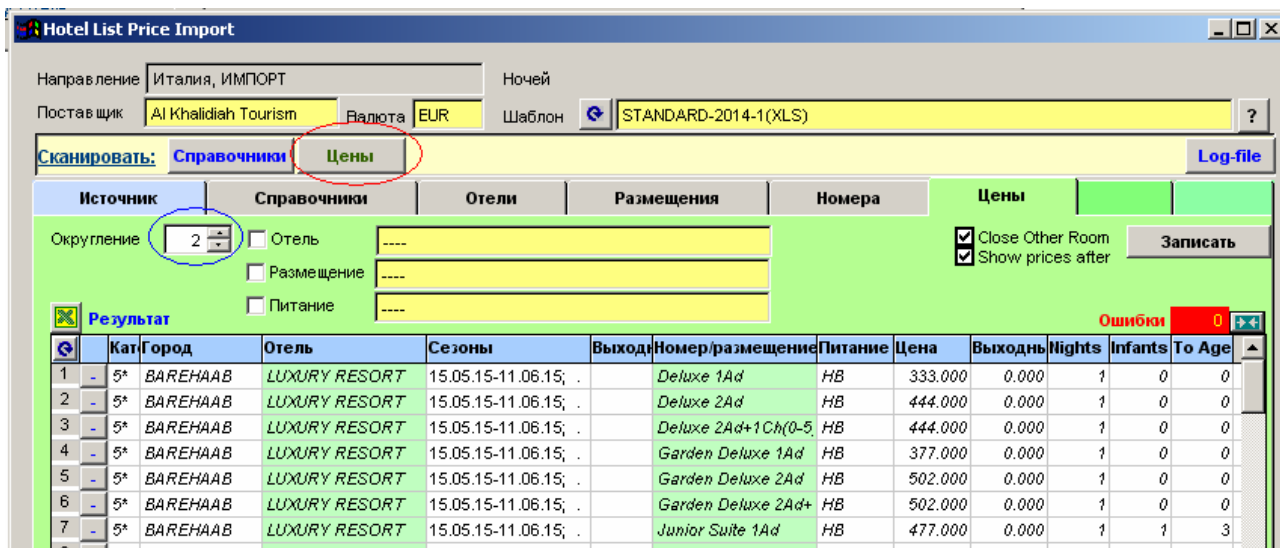 Hotel List Price Import
Направление Италия, ИМПОРТ Ночей
Поставщик Al Khalidiah Tourism Валюта EUR Шаблон STANDARD-2014-1(XLS) ?
Сканировать: Справочники Цены Log-file
Источник Справочники Отели Размещения Номера Цены
Округление 2 Отель ---- Close Other Room Записать
Размещение ---- Show prices after
Питание ----
Результат Ошибки 0
Кат Город Отель Сезоны Выходн Номер/размещение Питание Цена Выходнь Nights Infants To Age
1 - 5* BAREHAAB LUXURY RESORT 15.05.15-11.06.15; . Deluxe 1Ad HB 333.000 0.000 1 0 0
2 - 5* BAREHAAB LUXURY RESORT 15.05.15-11.06.15; . Deluxe 2Ad HB 444.000 0.000 1 0 0
3 - 5* BAREHAAB LUXURY RESORT 15.05.15-11.06.15; . Deluxe 2Ad+1Ch(0-5 HB 444.000 0.000 1 0 0
4 - 5* BAREHAAB LUXURY RESORT 15.05.15-11.06.15; . Garden Deluxe 1Ad HB 377.000 0.000 1 0 0
5 - 5* BAREHAAB LUXURY RESORT 15.05.15-11.06.15; . Garden Deluxe 2Ad HB 502.000 0.000 1 0 0
6 - 5* BAREHAAB LUXURY RESORT 15.05.15-11.06.15; . Garden Deluxe 2Ad+ HB 502.000 0.000 1 0 0
7 - 5* BAREHAAB LUXURY RESORT 15.05.15-11.06.15; . Junior Suite 1Ad HB 477.000 0.000 1 1 3